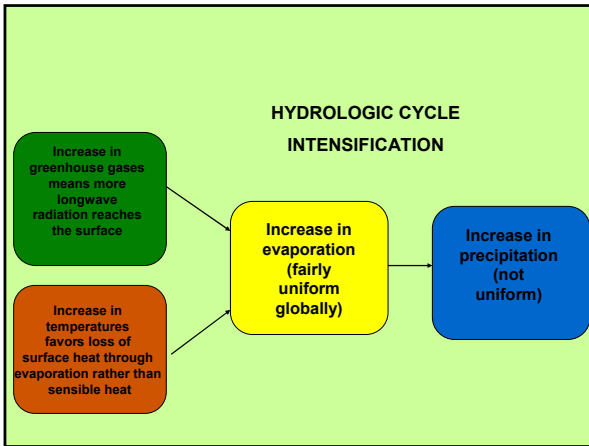 HYDROLOGIC CYCLE
INTENSIFICATION
Increase in
greenhouse gases
means more
longwave
radiation reaches
the surface
Increase in
temperatures
favors loss of
surface heat through
evaporation rather than
sensible heat
Increase in
evaporation
(fairly
uniform
globally)
Increase in
precipitation
(not
uniform)